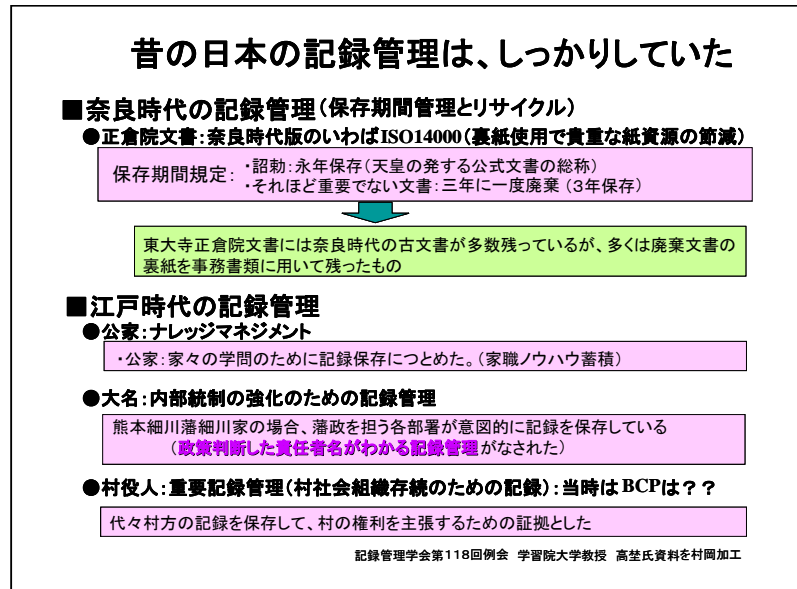 昔の日本の記録管理は、しっかりしていた
■奈良時代の記録管理(保存期間管理とリサイクル)
●正倉院文書:奈良時代版のいわばISO14000(裏紙使用で貴重な紙資源の節減)
保存期間規定:
・詔勅:永年保存(天皇の発する公式文書の総称)
・それほど重要でない文書:三年に一度廃棄(3年保存)
東大寺正倉院文書には奈良時代の古文書が多数残っているが、多くは廃棄文書の
裏紙を事務書類に用いて残ったもの
■江戸時代の記録管理
●公家:ナレッジマネジメント
・公家:家々の学問のために記録保存につとめた。(家職ノウハウ蓄積)
●大名:内部統制の強化のための記録管理
熊本細川藩細川家の場合、藩政を担う各部署が意図的に記録を保存している
(政策判断した責任者名がわかる記録管理がなされた)
●村役人:重要記録管理(村社会組織存続のための記録):当時はBCPは??
代々村方の記録を保存して、村の権利を主張するための証拠とした
記録管理学会第118回例会 学習院大学教授 高埜氏資料を村岡加工